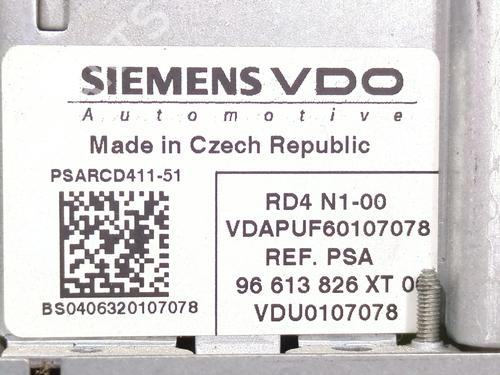 SIEMENS VDO
Automotive
Made in Czech Republic
PSARCD411-51
BS0406320107078
RD4 N1-00
VDAPUF60107078
REF. PSA
96 613 826 XT
VDU0107078